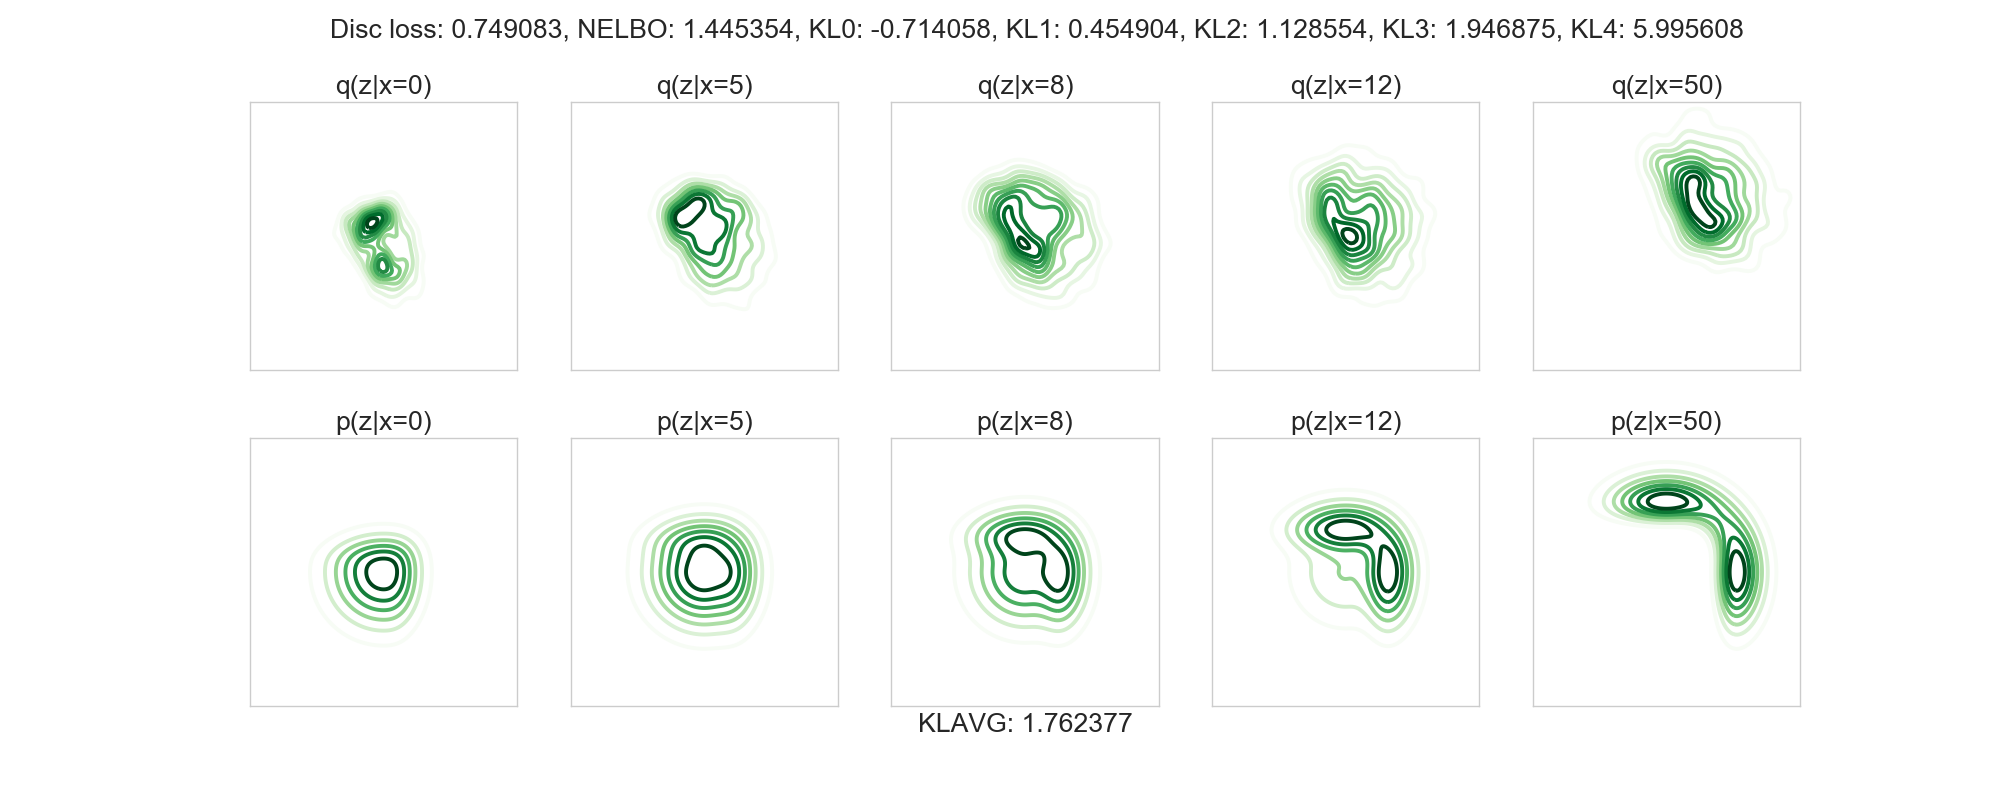 Disc loss: 0.749083, NELBO: 1.445354, KL0: -0.714058, KL1: 0.454904, KL2: 1.128554, KL3: 1.946875, KL4: 5.995608
q(z|x=0) q(z|x=5) q(z|x=8) q(z|x=12) q(z|x=50)
p(z|x=0) p(z|x=5) p(z|x=8) p(z|x=12) p(z|x=50)
KLAVG: 1.762377